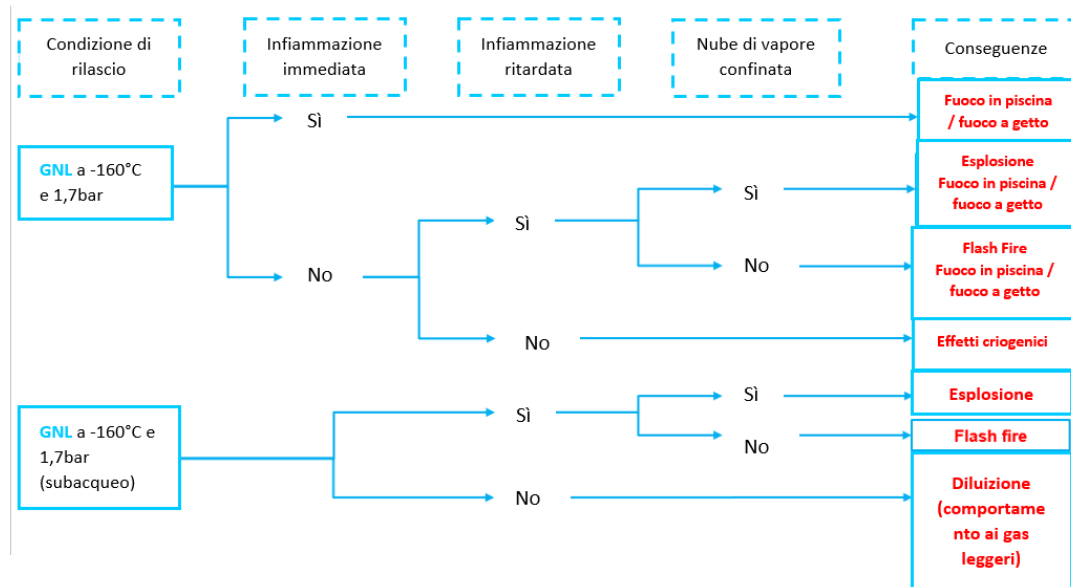 Condizione di
rilascio
Infiammazione
immediata
Infiammazione
ritardata
Nube di vapore
confinata
Conseguenze
GNL a -160°C
e 1,7bar
Sì
Fuoco in piscina
/ fuoco a getto
No
Sì
Sì
Esplosione
Fuoco in piscina /
fuoco a getto
No
Flash Fire
Fuoco in piscina /
fuoco a getto
No
Effetti criogenici
GNL a -160°C e
1,7bar
(subacqueo)
Sì
Sì
Esplosione
No
Flash fire
No
Diluizione
(comportame
nto ai gas
leggeri)